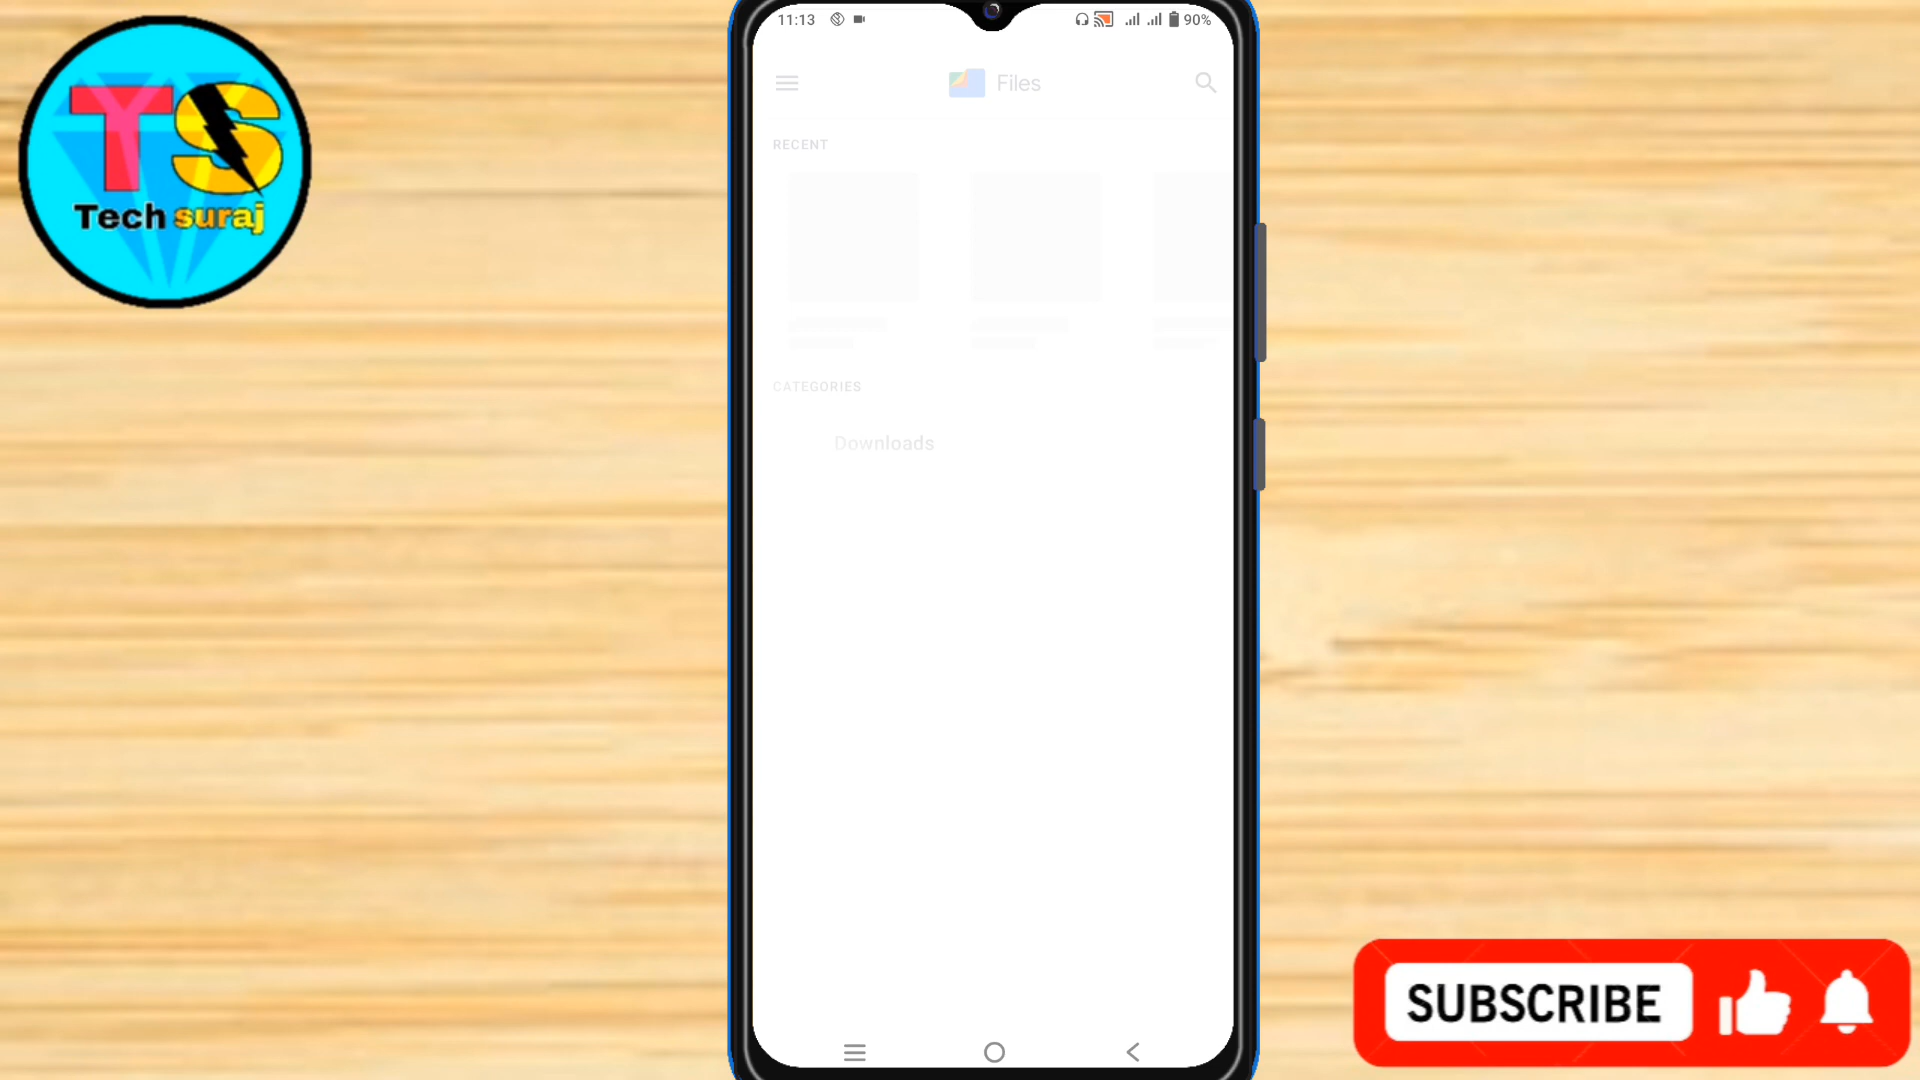 TS
Tech suraj
11:13
90%
Files
RECENT
CATEGORIES
Downloads
SUBSCRIBE